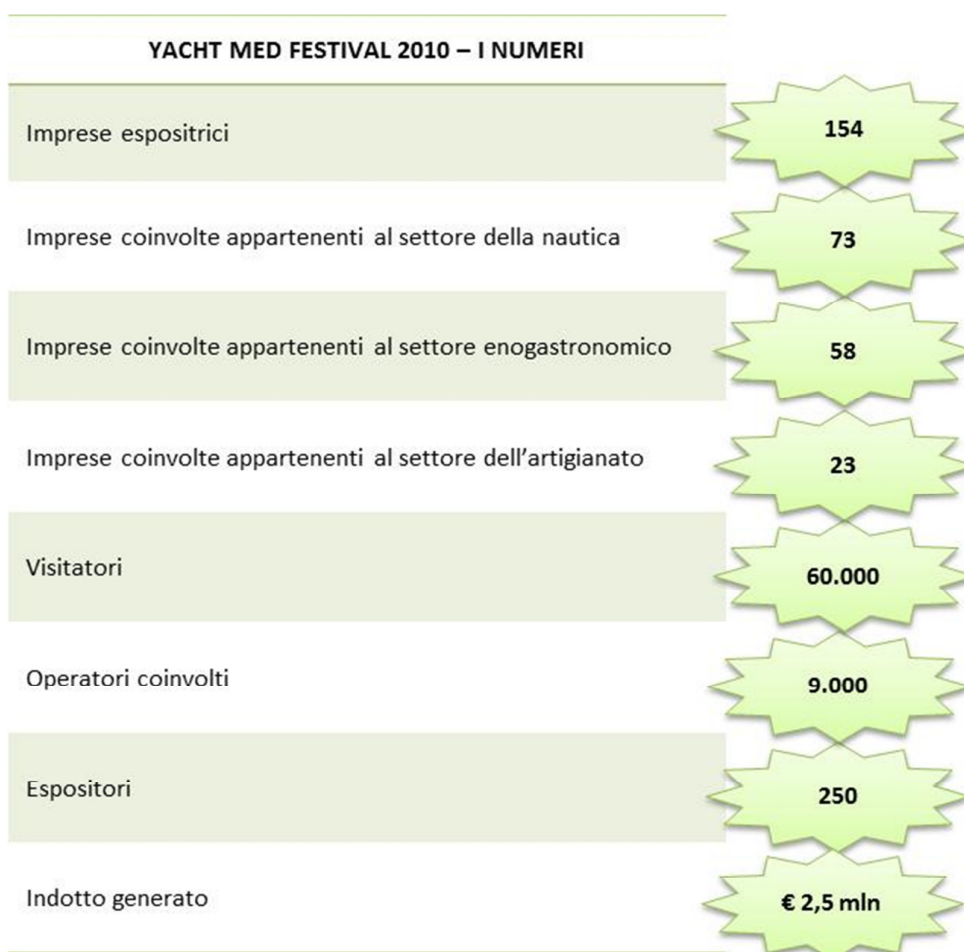 YACHT MED FESTIVAL 2010 – I NUMERI
Imprese espositrici 154
Imprese coinvolte appartenenti al settore della nautica 73
Imprese coinvolte appartenenti al settore enogastronomico 58
Imprese coinvolte appartenenti al settore dell’artigianato 23
Visitatori 60.000
Operatori coinvolti 9.000
Espositori 250
Indotto generato € 2,5 mln